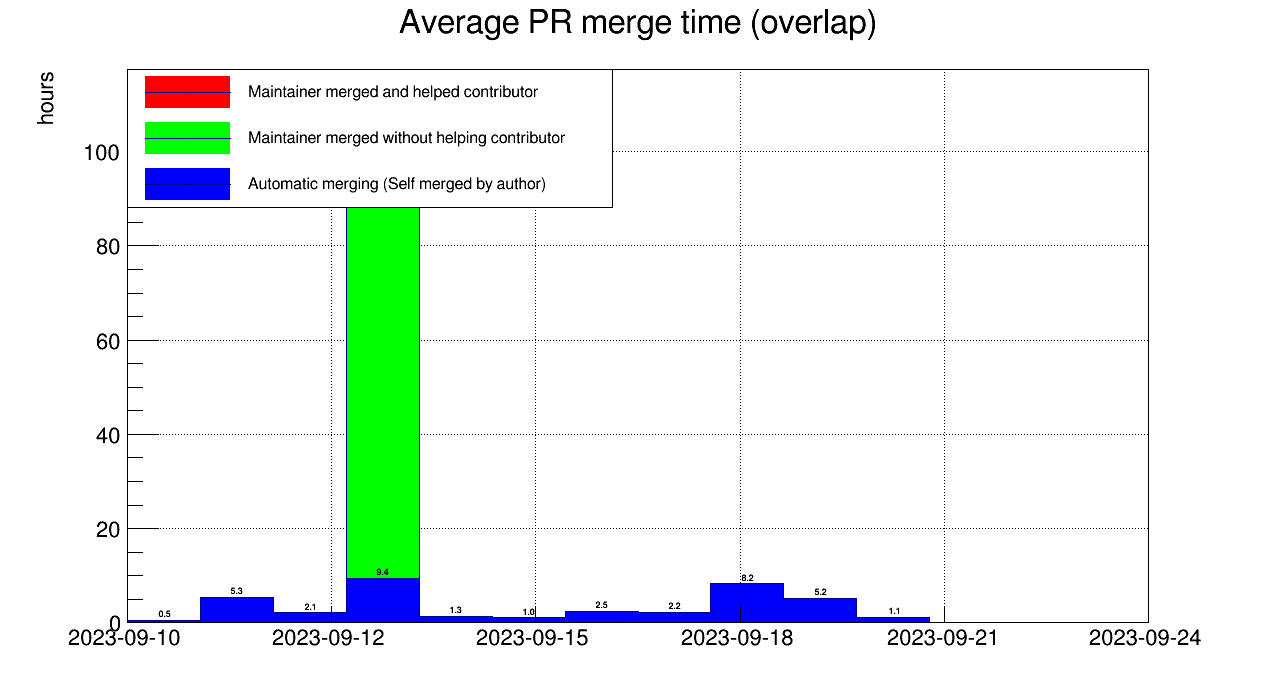 Average PR merge time (overlap)
hours
Maintainer merged and helped contributor
Maintainer merged without helping contributor
Automatic merging (Self merged by author)
100
80
60
40
20
0
0.5
5.3
2.1
9.4
1.3
1.0
2.5
2.2
8.2
5.2
1.1
2023-09-10 2023-09-12 2023-09-15 2023-09-18 2023-09-21 2023-09-24